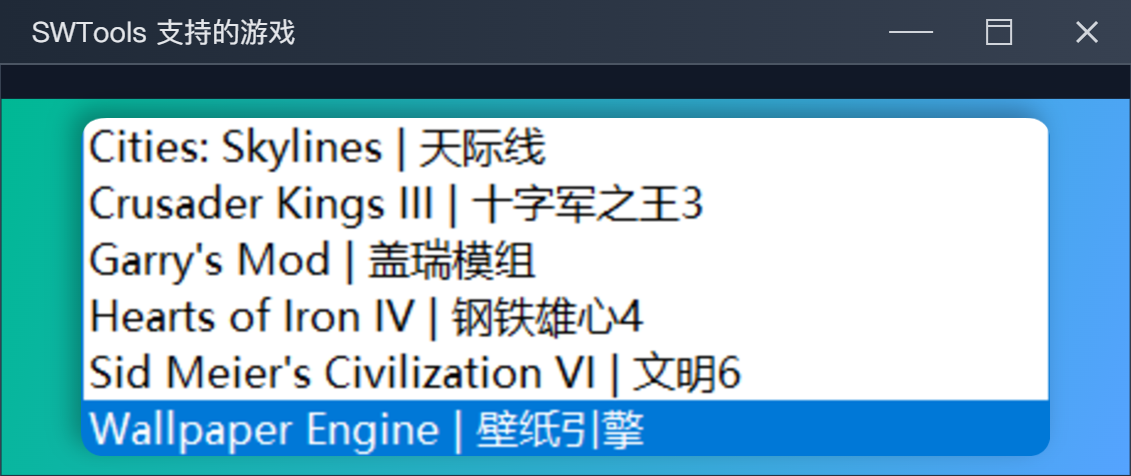 SWTools 支持的游戏
Cities: Skylines | 天际线
Crusader Kings III | 十字军之王3
Garry's Mod | 盖瑞模组
Hearts of Iron IV | 钢铁雄心4
Sid Meier's Civilization VI | 文明6
Wallpaper Engine | 壁纸引擎